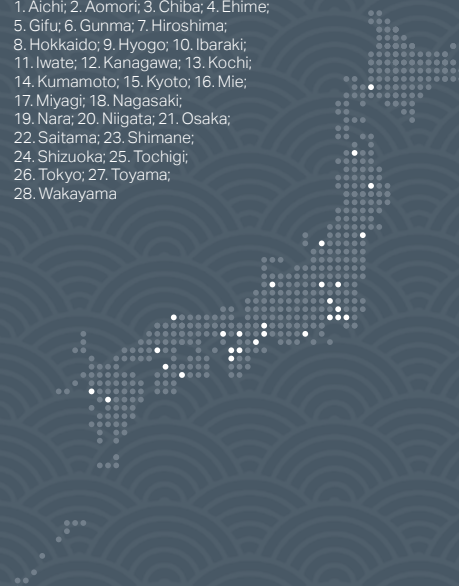 1. Aichi; 2. Aomori; 3. Chiba; 4. Ehime;
5. Gifu; 6. Gunma; 7. Hiroshima;
8. Hokkaido; 9. Hyogo; 10. Ibaraki;
11. Iwate; 12. Kanagawa; 13. Kochi;
14. Kumamoto; 15. Kyoto; 16. Mie;
17. Miyagi; 18. Nagasaki;
19. Nara; 20. Niigata; 21. Osaka;
22. Saitama; 23. Shimane;
24. Shizuoka; 25. Tochigi;
26. Tokyo; 27. Toyama;
28. Wakayama